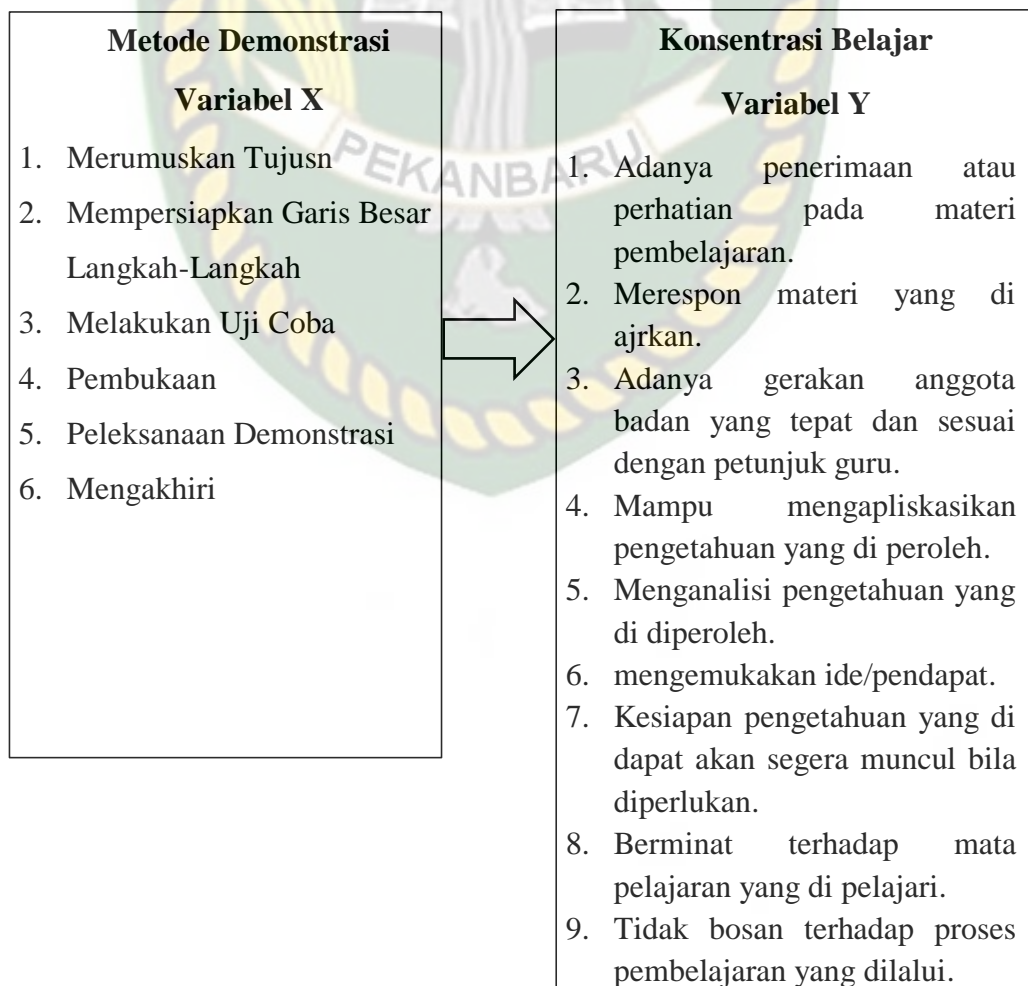 Metode Demonstrasi
Variabel X
1. Merumuskan Tujusn
2. Mempersiapkan Garis Besar
Langkah-Langkah
3. Melakukan Uji Coba
4. Pembukaan
5. Peleksanaan Demonstrasi
6. Mengakhiri
Konsentrasi Belajar
Variabel Y
1. Adanya penerimaan atau
perhatian pada materi
pembelajaran.
2. Merespon materi yang di
ajrkan.
3. Adanya gerakan anggota
badan yang tepat dan sesuai
dengan petunjuk guru.
4. Mampu mengapliskasikan
pengetahuan yang di peroleh.
5. Menganalisi pengetahuan yang
di diperoleh.
6. mengemukakan ide/pendapat.
7. Kesiapan pengetahuan yang di
dapat akan segera muncul bila
diperlukan.
8. Berminat terhadap mata
pelajaran yang di pelajari.
9. Tidak bosan terhadap proses
pembelajaran yang dilalui.
PEKANBARU